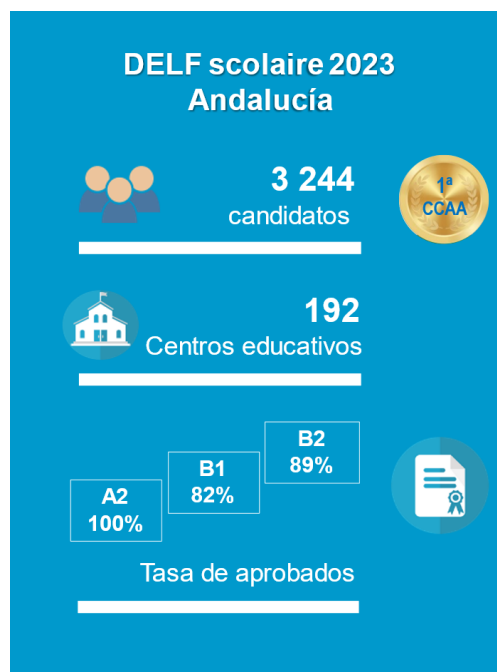 DELF scolaire 2023
Andalucía
3 244
candidatos
1ª
CCAA
192
Centros educativos
A2
100%
B1
82%
B2
89%
Tasa de aprobados